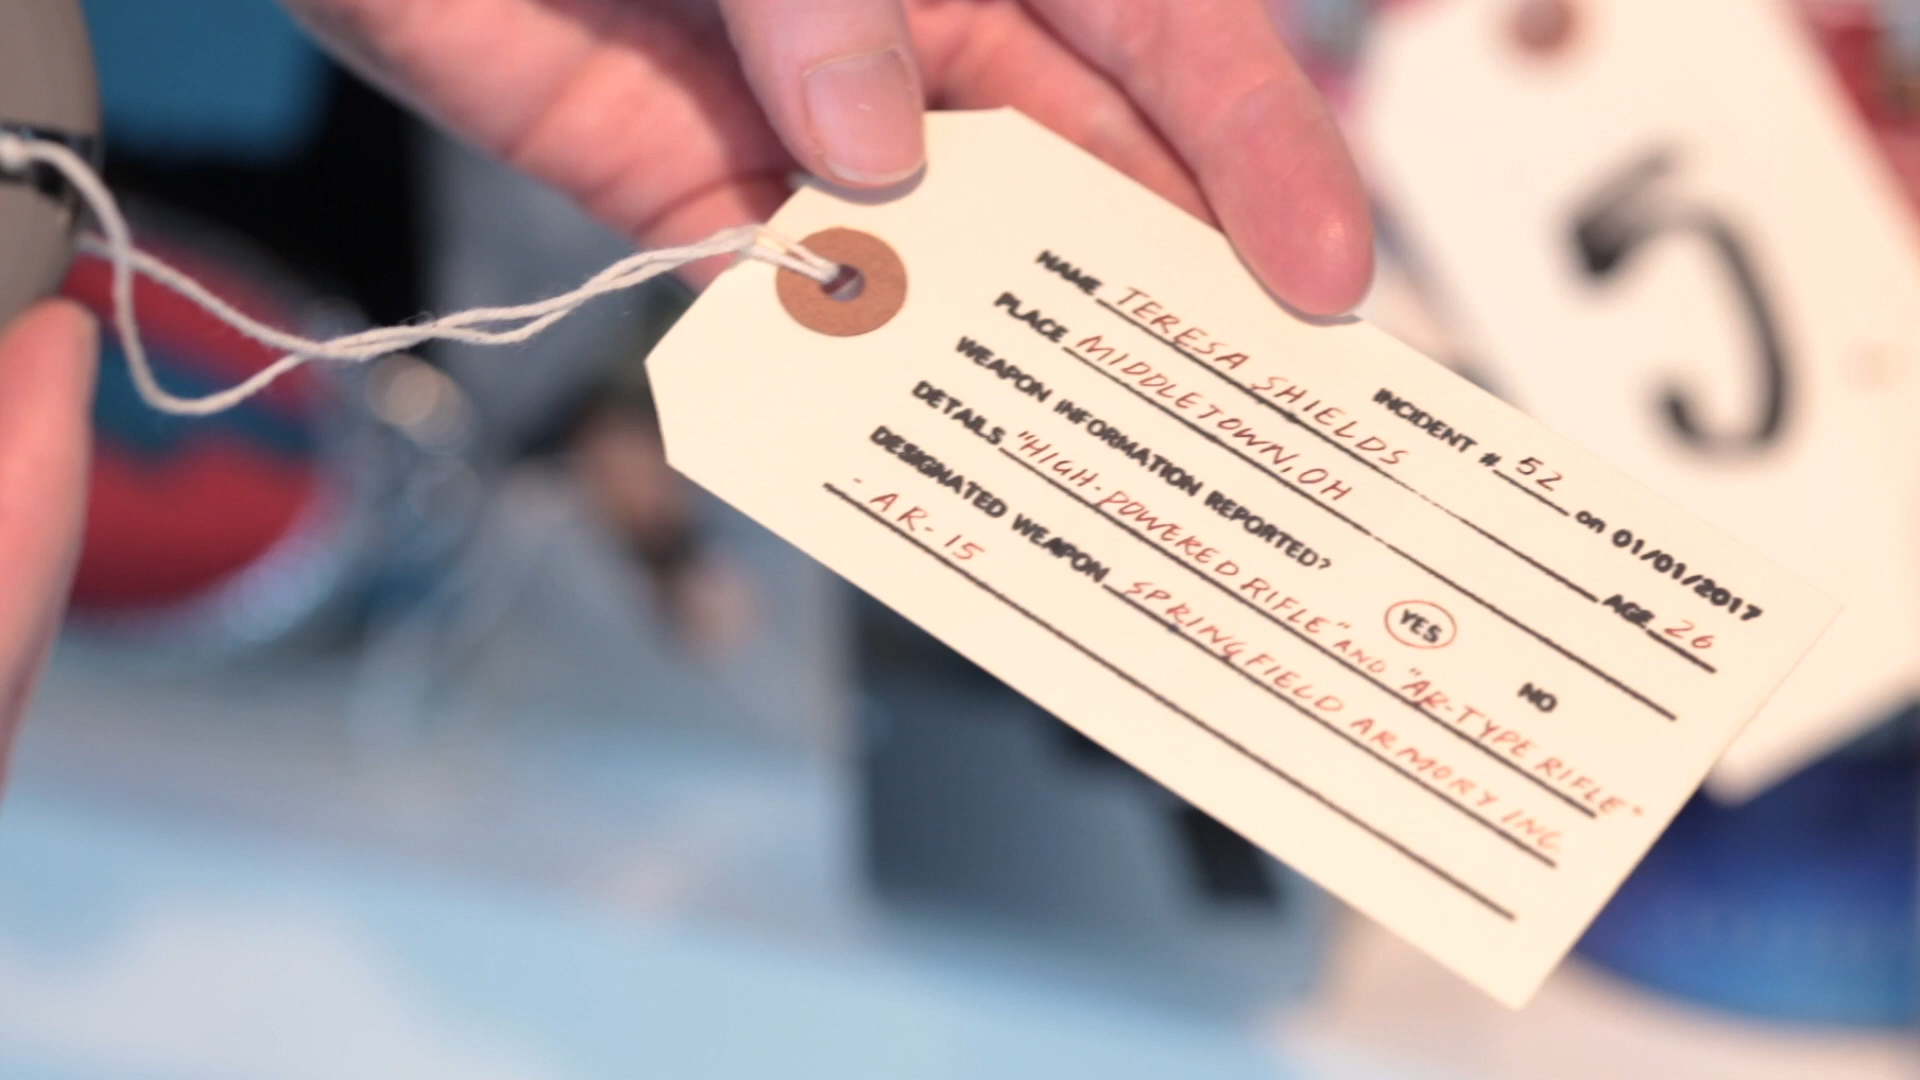 INCIDENT # 52 on 01/01/2017
NAME TERESA SHIELDS AGE 26
PLACE MIDDLETOWN, OH
WEAPON INFORMATION REPORTED? YES NO
DETAILS "HIGH-POWERED RIFLE" AND "AR-TYPE RIFLE"
DESIGNATED WEAPON SPRINGFIELD ARMORY INC
- AR-15
5